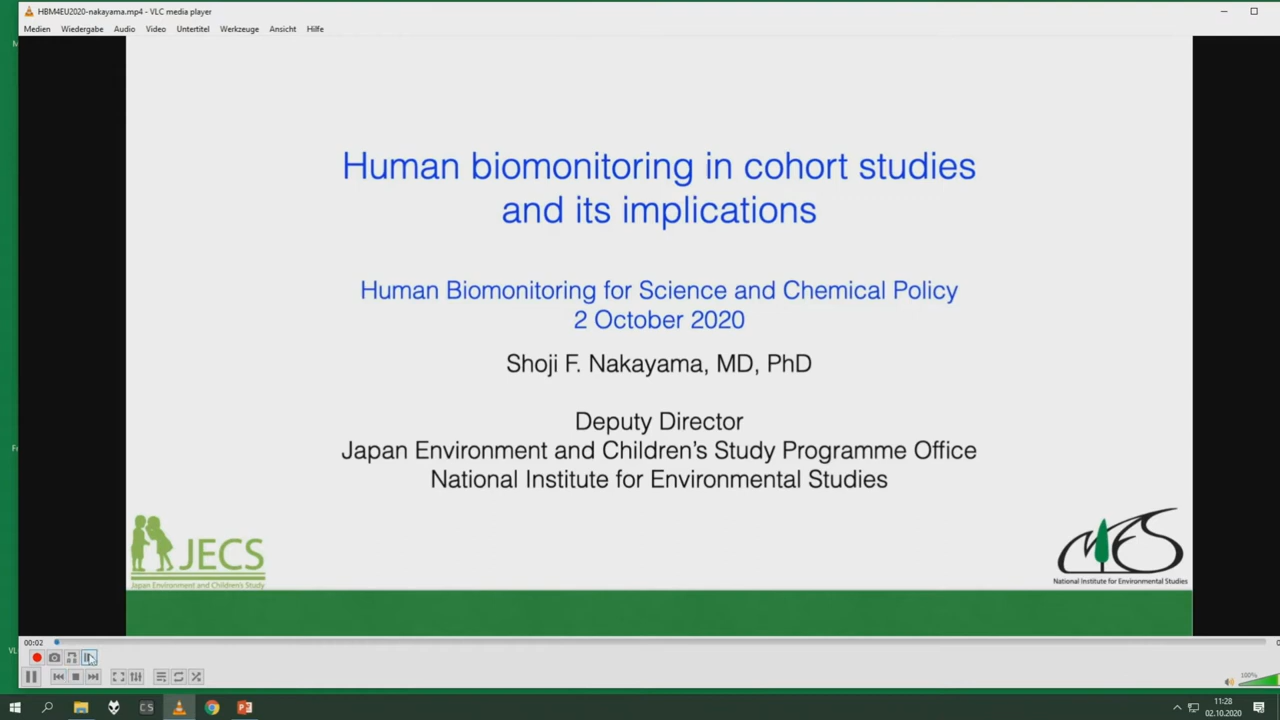 HBM4EU2020-nakayama.mp4 - VLC media player
Medien Wiedergabe Audio Video Untertitel Werkzeuge Ansicht Hilfe
Human biomonitoring in cohort studies
and its implications
Human Biomonitoring for Science and Chemical Policy
2 October 2020
Shoji F. Nakayama, MD, PhD
Deputy Director
Japan Environment and Children's Study Programme Office
National Institute for Environmental Studies
JECS
Japan Environment and Children's Study
NIES
National Institute for Environmental Studies
00:02
100%
11:28
02.10.2020